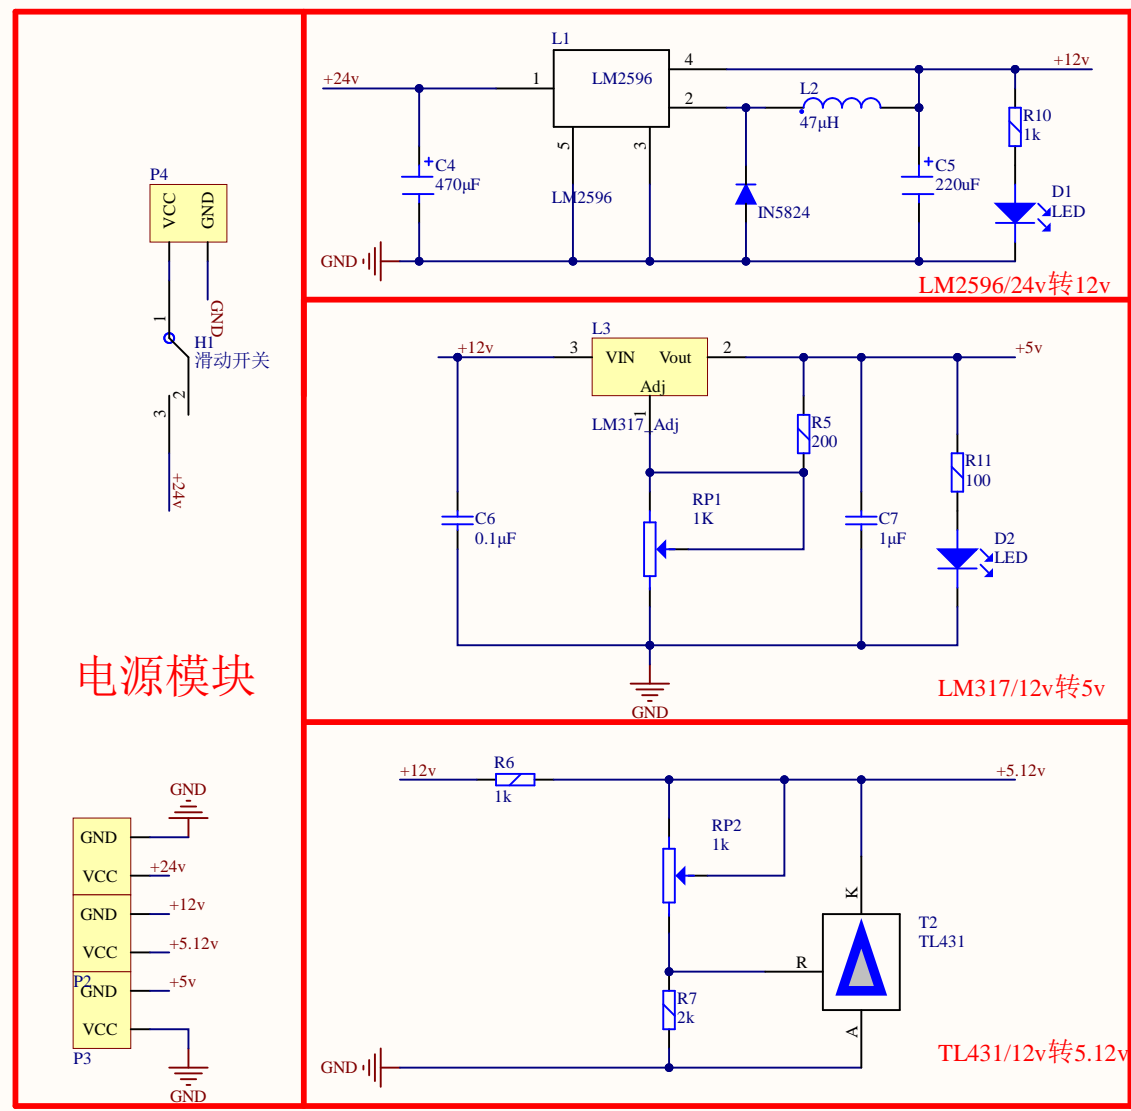 P4
VCC
GND
GND
1
H1
滑动开关
2
3
+24v
电源模块
GND
GND
VCC
+24v
GND
+12v
VCC
+5.12v
P2
GND
+5v
VCC
P3
GND
L1
+24v
1
LM2596
4
2
+12v
5
3
LM2596
C4
470μF
L2
47μH
IN5824
C5
220uF
R10
1k
D1
LED
GND
LM2596/24v转12v
L3
+12v
3
VIN
Vout
2
+5v
Adj
1
LM317_Adj
R5
200
RP1
1K
C6
0.1μF
C7
1μF
R11
100
D2
LED
GND
LM317/12v转5v
+12v
R6
1k
+5.12v
RP2
1k
K
T2
TL431
R
R7
2k
A
GND
TL431/12v转5.12v